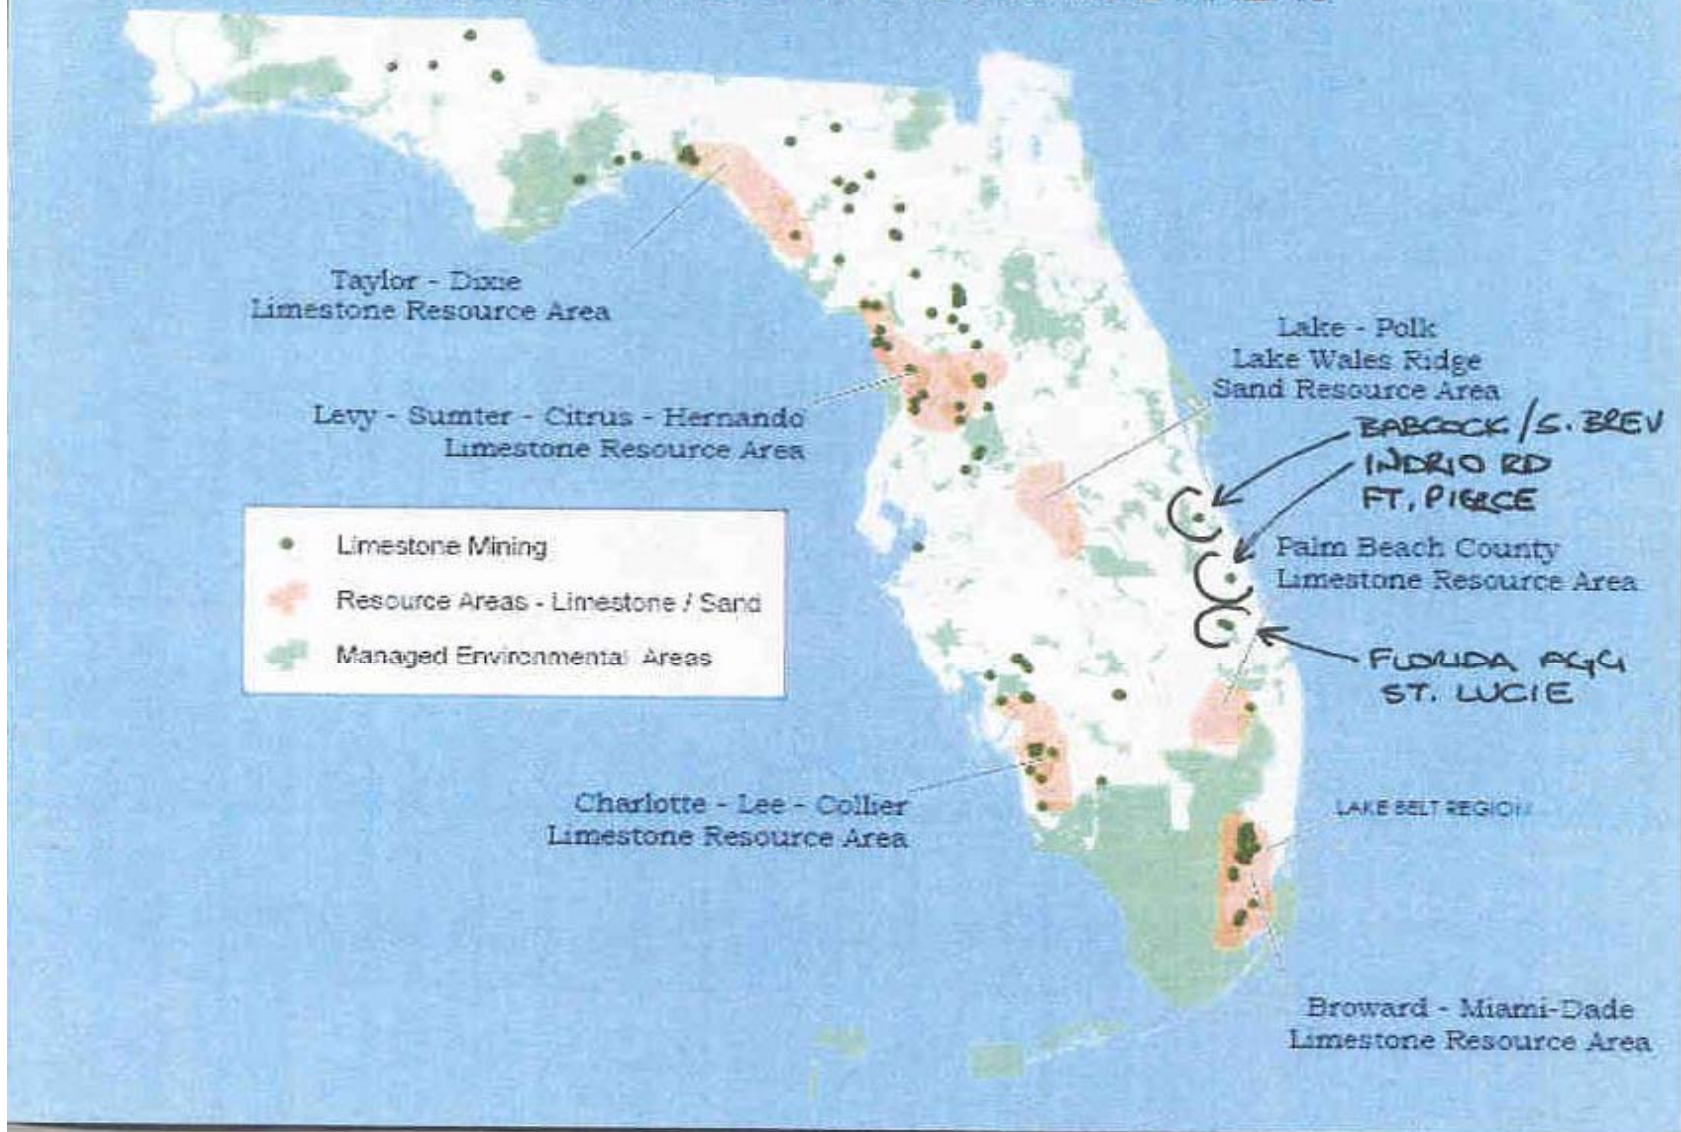 Taylor - Dixie
Limestone Resource Area
Lake - Polk
Lake Wales Ridge
Sand Resource Area
Levy - Sumter - Citrus - Hernando
Limestone Resource Area
BABCOCK / S. BREV
INDRIO RD
FT. PIERCE
Limestone Mining
Resource Areas - Limestone / Sand
Managed Environmental Areas
Palm Beach County
Limestone Resource Area
FLORIDA AGG
ST. LUCIE
Charlotte - Lee - Collier
Limestone Resource Area
LAKE BELT REGION
Broward - Miami-Dade
Limestone Resource Area